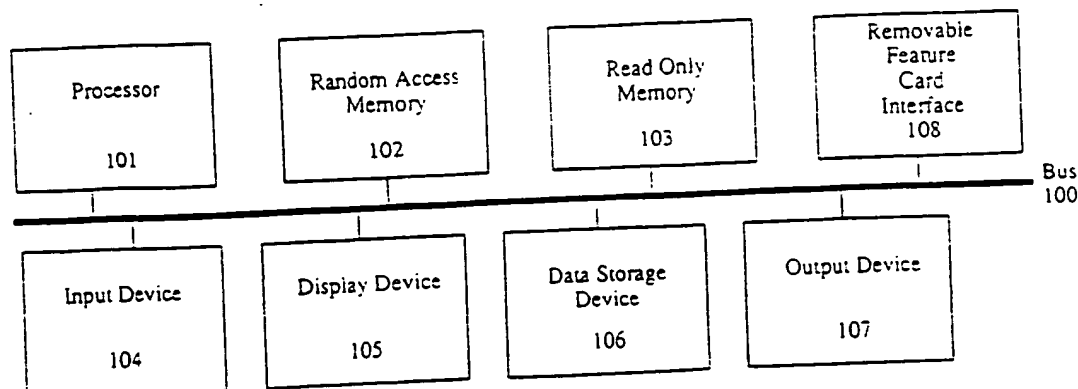 Processor
101
Random Access
Memory
102
Read Only
Memory
103
Removable
Feature
Card
Interface
108
Bus
100
Input Device
104
Display Device
105
Data Storage
Device
106
Output Device
107